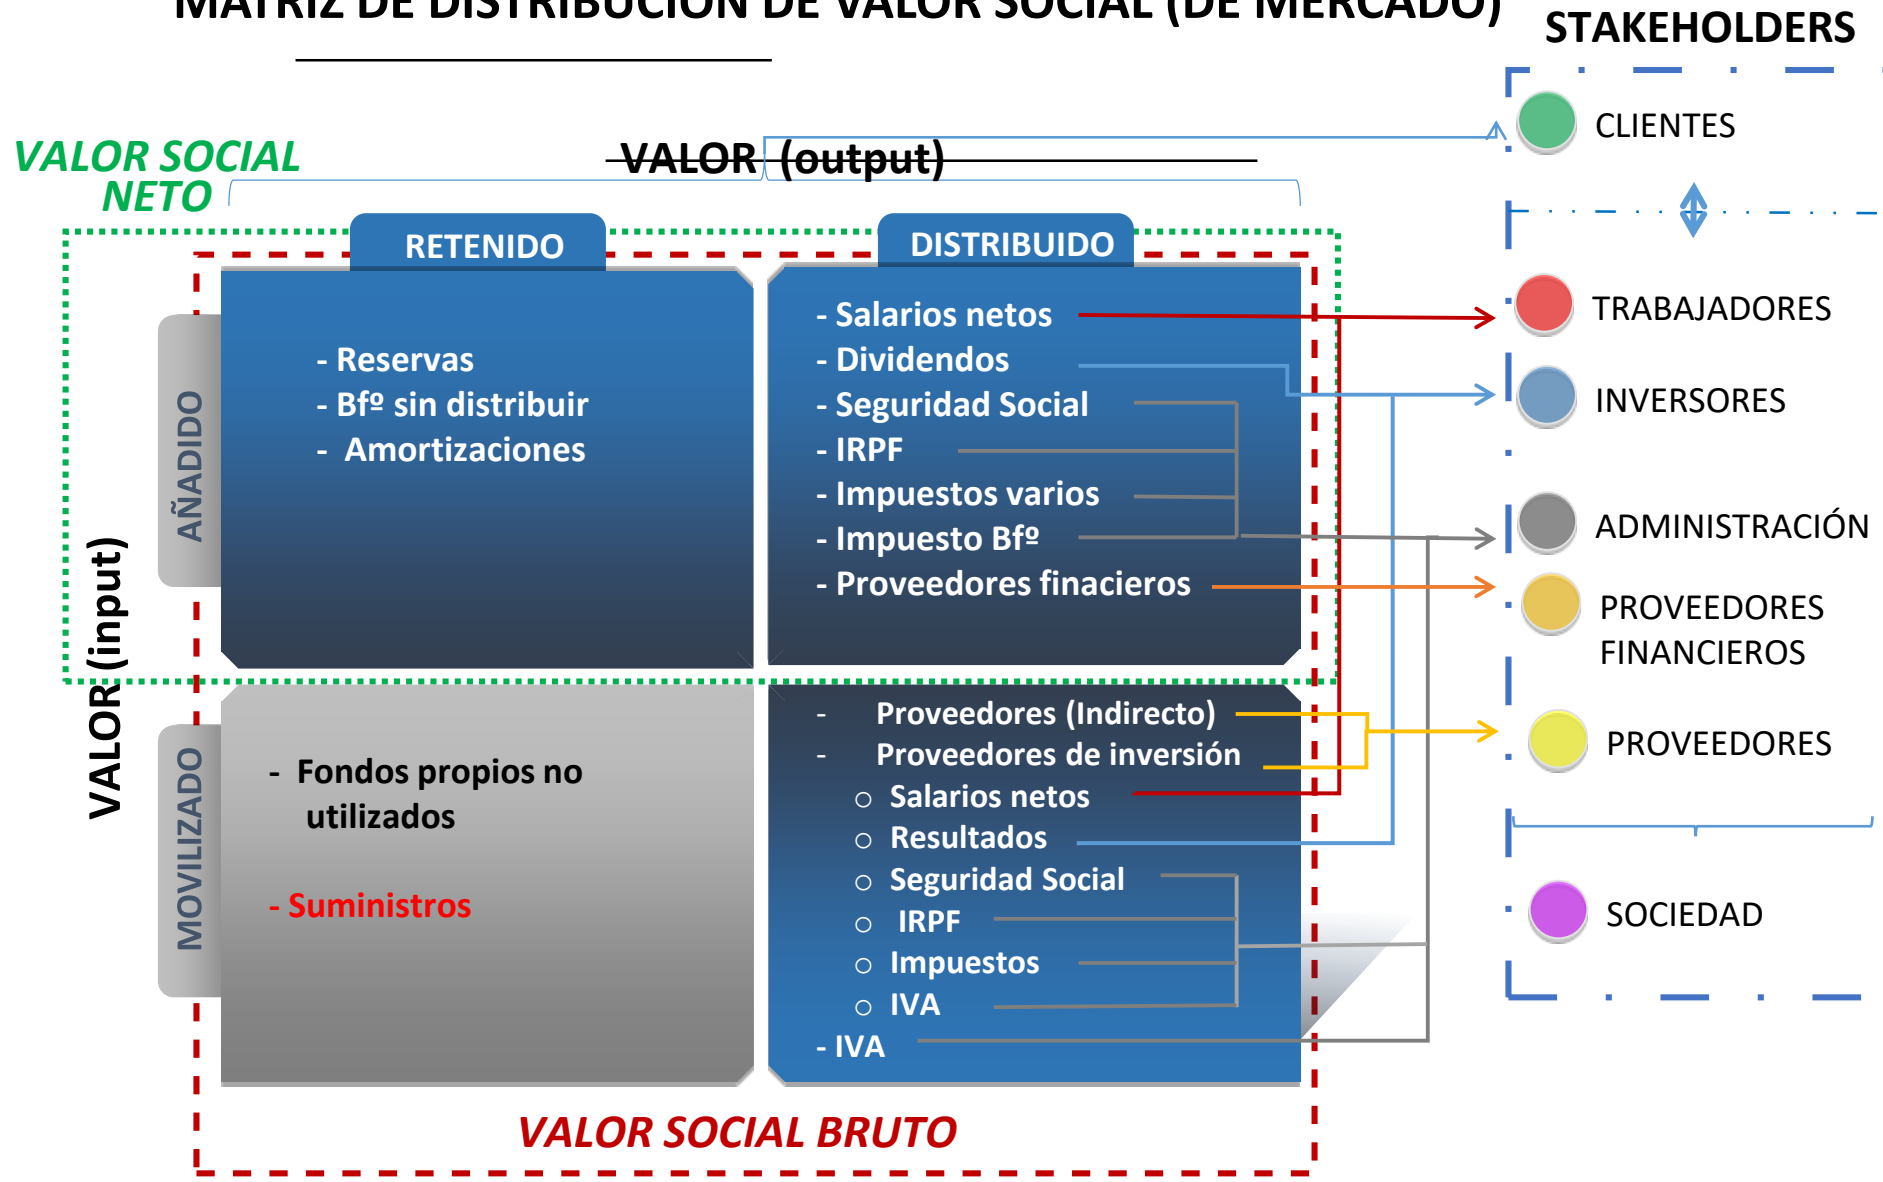 MATRIZ DE DISTRIBUCIÓN DE VALOR SOCIAL (DE MERCADO)
STAKEHOLDERS
VALOR SOCIAL
NETO
VALOR (output)
RETENIDO
DISTRIBUIDO
VALOR (input)
AÑADIDO
- Reservas
- Bfº sin distribuir
- Amortizaciones
- Salarios netos
- Dividendos
- Seguridad Social
- IRPF
- Impuestos varios
- Impuesto Bfº
- Proveedores finacieros
MOVILIZADO
- Fondos propios no
utilizados
- Suministros
- Proveedores (Indirecto)
- Proveedores de inversión
o Salarios netos
o Resultados
o Seguridad Social
o IRPF
o Impuestos
o IVA
- IVA
VALOR SOCIAL BRUTO
CLIENTES
TRABAJADORES
INVERSORES
ADMINISTRACIÓN
PROVEEDORES
FINANCIEROS
PROVEEDORES
SOCIEDAD